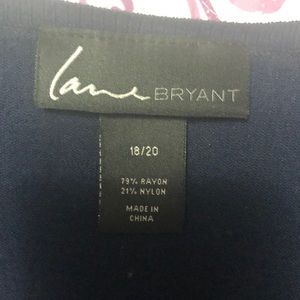 Lane BRYANT
18/20
79% RAYON
21% NYLON
MADE IN
CHINA